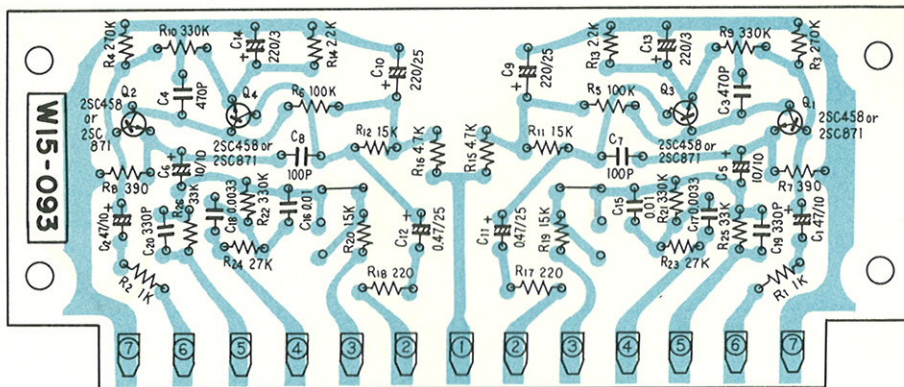 R4 270K
R10 330K
C14 220/3
R14 2.2K
C10 220/25
C9 220/25
R13 2.2K
C13 220/3
R9 330K
R3 270K
Q2
C4 470P
Q4
R6 100K
R5 100K
Q3
C3 470P
Q1
2SC458
or
2SC
871
2SC458 or
2SC871
C8
100P
R12 15K
R16 4.7K
R15 4.7K
R11 15K
C7
100P
2SC458 or
2SC871
2SC458 or
2SC871
W15-093
R8 390
C6 10/10
C5 10/10
R7 390
C2 47/10
C20 330P
R26 33K
C18 0.0033
R22 330K
C16 0.01
R20 15K
C12 0.47/25
C11 0.47/25
R19 15K
C15 0.01
R21 330K
C17 0.0033
R25 33K
C19 330P
C1 47/10
R2 1K
R24 27K
R18 220
R17 220
R23 27K
R1 1K
7 6 5 4 3 2 1 2 3 4 5 6 7